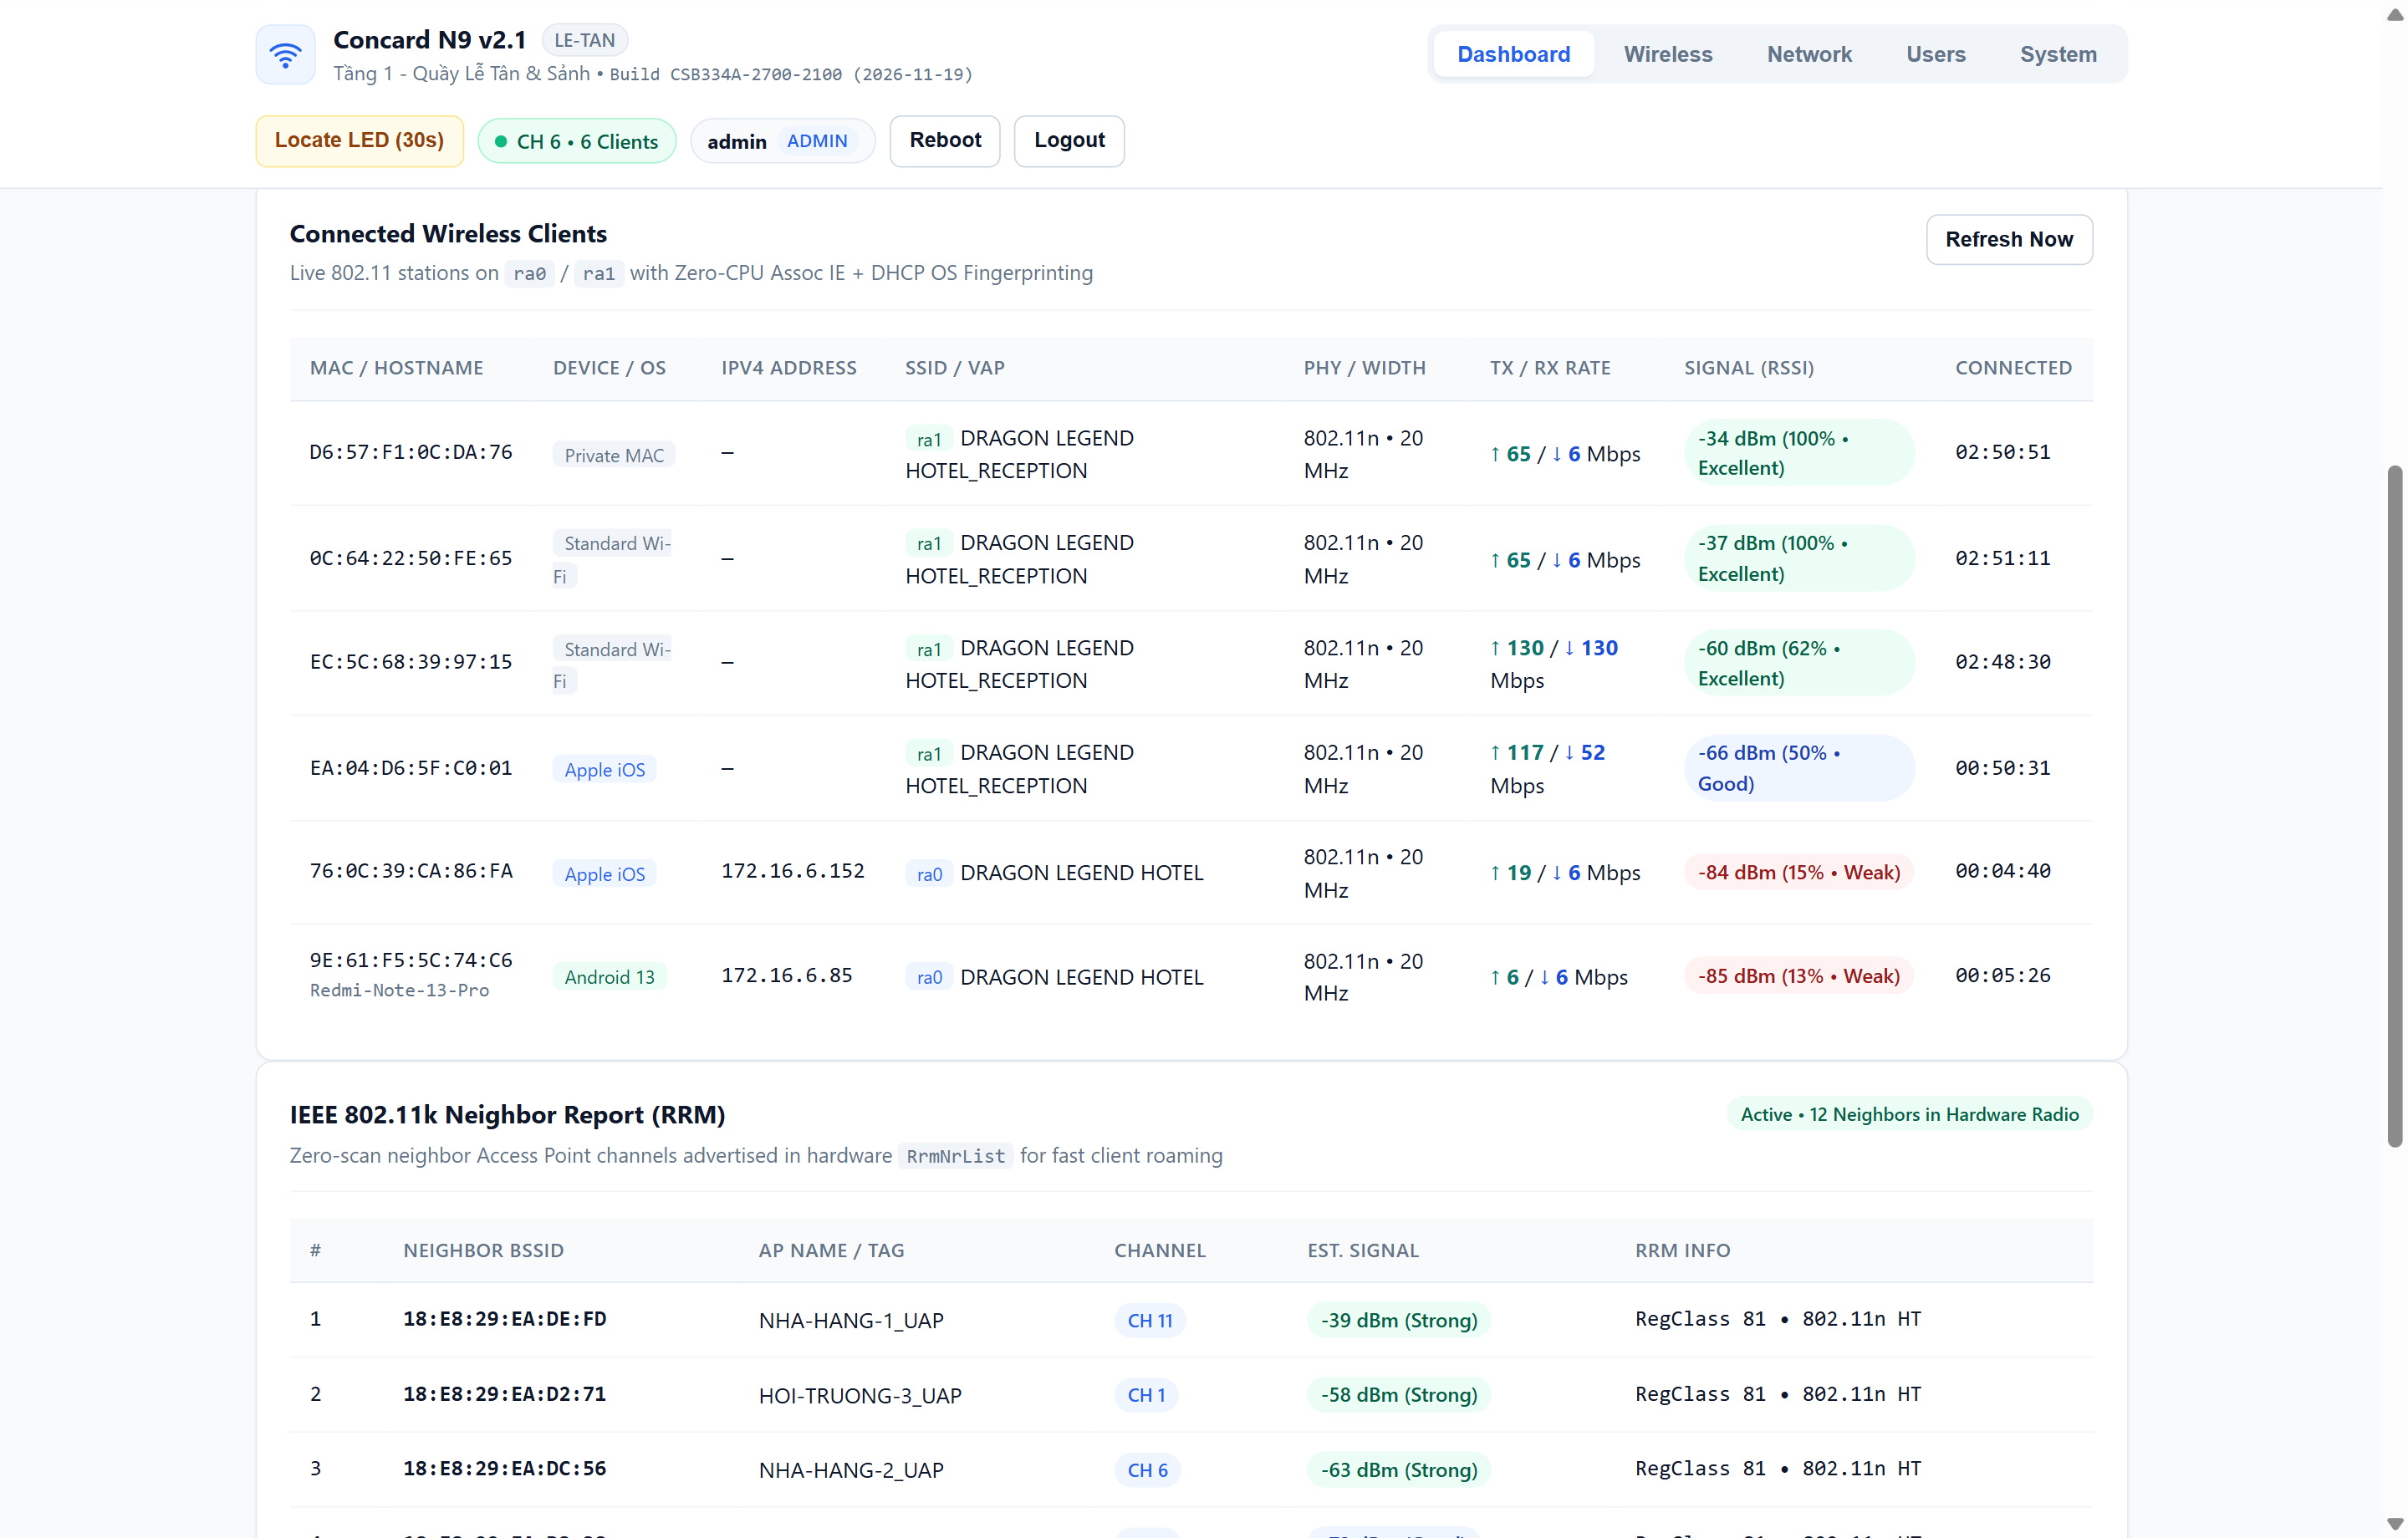 Concard N9 v2.1 LE-TAN
Tầng 1 - Quầy Lễ Tân & Sảnh • Build CSB334A-2700-2100 (2026-11-19)
Dashboard Wireless Network Users System
Locate LED (30s) CH 6 • 6 Clients admin ADMIN Reboot Logout
Connected Wireless Clients
Refresh Now
Live 802.11 stations on ra0 / ra1 with Zero-CPU Assoc IE + DHCP OS Fingerprinting
MAC / HOSTNAME DEVICE / OS IPV4 ADDRESS SSID / VAP PHY / WIDTH TX / RX RATE SIGNAL (RSSI) CONNECTED
D6:57:F1:0C:DA:76 Private MAC — ra1 DRAGON LEGEND HOTEL_RECEPTION 802.11n • 20 MHz ↑ 65 / ↓ 6 Mbps -34 dBm (100% • Excellent) 02:50:51
0C:64:22:50:FE:65 Standard Wi-Fi — ra1 DRAGON LEGEND HOTEL_RECEPTION 802.11n • 20 MHz ↑ 65 / ↓ 6 Mbps -37 dBm (100% • Excellent) 02:51:11
EC:5C:68:39:97:15 Standard Wi-Fi — ra1 DRAGON LEGEND HOTEL_RECEPTION 802.11n • 20 MHz ↑ 130 / ↓ 130 Mbps -60 dBm (62% • Excellent) 02:48:30
EA:04:D6:5F:C0:01 Apple iOS — ra1 DRAGON LEGEND HOTEL_RECEPTION 802.11n • 20 MHz ↑ 117 / ↓ 52 Mbps -66 dBm (50% • Good) 00:50:31
76:0C:39:CA:86:FA Apple iOS 172.16.6.152 ra0 DRAGON LEGEND HOTEL 802.11n • 20 MHz ↑ 19 / ↓ 6 Mbps -84 dBm (15% • Weak) 00:04:40
9E:61:F5:5C:74:C6 Redmi-Note-13-Pro Android 13 172.16.6.85 ra0 DRAGON LEGEND HOTEL 802.11n • 20 MHz ↑ 6 / ↓ 6 Mbps -85 dBm (13% • Weak) 00:05:26
IEEE 802.11k Neighbor Report (RRM)
Active • 12 Neighbors in Hardware Radio
Zero-scan neighbor Access Point channels advertised in hardware RrmNrList for fast client roaming
# NEIGHBOR BSSID AP NAME / TAG CHANNEL EST. SIGNAL RRM INFO
1 18:E8:29:EA:DE:FD NHA-HANG-1_UAP CH 11 -39 dBm (Strong) RegClass 81 • 802.11n HT
2 18:E8:29:EA:D2:71 HOI-TRUONG-3_UAP CH 1 -58 dBm (Strong) RegClass 81 • 802.11n HT
3 18:E8:29:EA:DC:56 NHA-HANG-2_UAP CH 6 -63 dBm (Strong) RegClass 81 • 802.11n HT